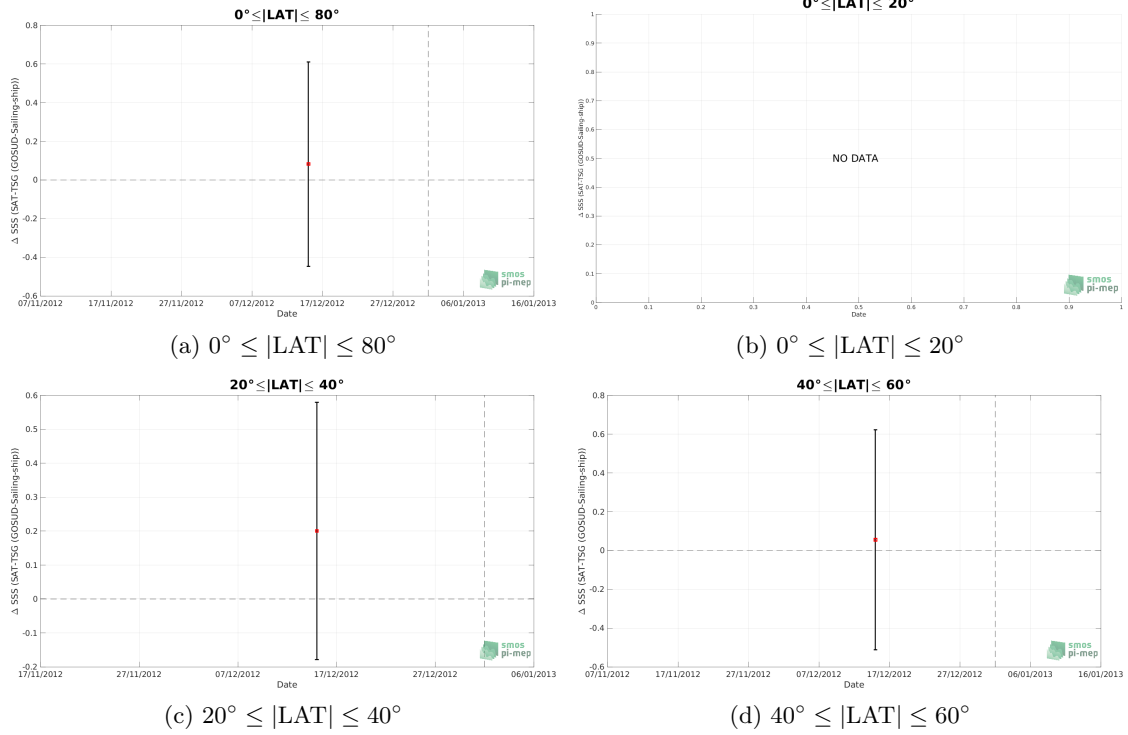 0°≤|LAT|≤ 80°
0.8
0.6
0.4
0.2
0
-0.2
-0.4
-0.6
Δ SSS (SAT-TSG (GOSUD-Sailing-ship))
07/11/2012 17/11/2012 27/11/2012 07/12/2012 17/12/2012 27/12/2012 06/01/2013 16/01/2013
Date
smos
pi-mep
(a) 0° ≤ |LAT| ≤ 80°
0°≤|LAT|≤ 20°
1
0.9
0.8
0.7
0.6
0.5
0.4
0.3
0.2
0.1
0
Δ SSS (SAT-TSG (GOSUD-Sailing-ship))
NO DATA
0 0.1 0.2 0.3 0.4 0.5 0.6 0.7 0.8 0.9 1
Date
smos
pi-mep
(b) 0° ≤ |LAT| ≤ 20°
20°≤|LAT|≤ 40°
0.6
0.5
0.4
0.3
0.2
0.1
0
-0.1
-0.2
Δ SSS (SAT-TSG (GOSUD-Sailing-ship))
17/11/2012 27/11/2012 07/12/2012 17/12/2012 27/12/2012 06/01/2013
Date
smos
pi-mep
(c) 20° ≤ |LAT| ≤ 40°
40°≤|LAT|≤ 60°
0.8
0.6
0.4
0.2
0
-0.2
-0.4
-0.6
Δ SSS (SAT-TSG (GOSUD-Sailing-ship))
07/11/2012 17/11/2012 27/11/2012 07/12/2012 17/12/2012 27/12/2012 06/01/2013 16/01/2013
Date
smos
pi-mep
(d) 40° ≤ |LAT| ≤ 60°